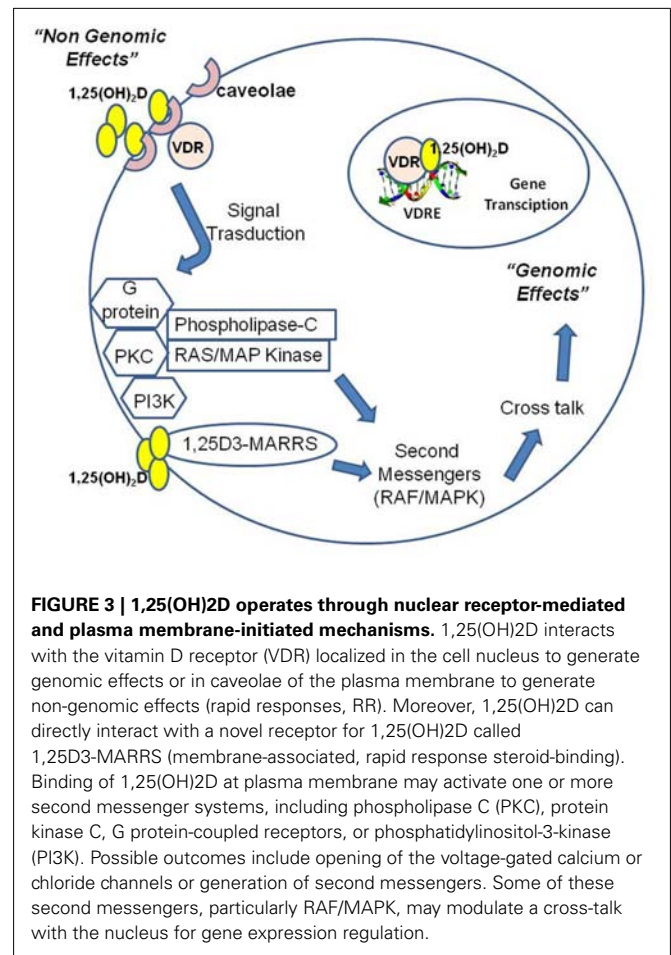 "Non Genomic
Effects"
1,25(OH)₂D
caveolae
VDR
Signal
Trasduction
VDR
1,25(OH)₂D
VDRE
Gene
Transciption
"Genomic
Effects"
G
protein
Phospholipase-C
PKC
RAS/MAP Kinase
PI3K
1,25D3-MARRS
1,25(OH)₂D
Second
Messengers
(RAF/MAPK)
Cross talk
FIGURE 3 | 1,25(OH)2D operates through nuclear receptor-mediated
and plasma membrane-initiated mechanisms. 1,25(OH)2D interacts
with the vitamin D receptor (VDR) localized in the cell nucleus to generate
genomic effects or in caveolae of the plasma membrane to generate
non-genomic effects (rapid responses, RR). Moreover, 1,25(OH)2D can
directly interact with a novel receptor for 1,25(OH)2D called
1,25D3-MARRS (membrane-associated, rapid response steroid-binding).
Binding of 1,25(OH)2D at plasma membrane may activate one or more
second messenger systems, including phospholipase C (PKC), protein
kinase C, G protein-coupled receptors, or phosphatidylinositol-3-kinase
(PI3K). Possible outcomes include opening of the voltage-gated calcium or
chloride channels or generation of second messengers. Some of these
second messengers, particularly RAF/MAPK, may modulate a cross-talk
with the nucleus for gene expression regulation.